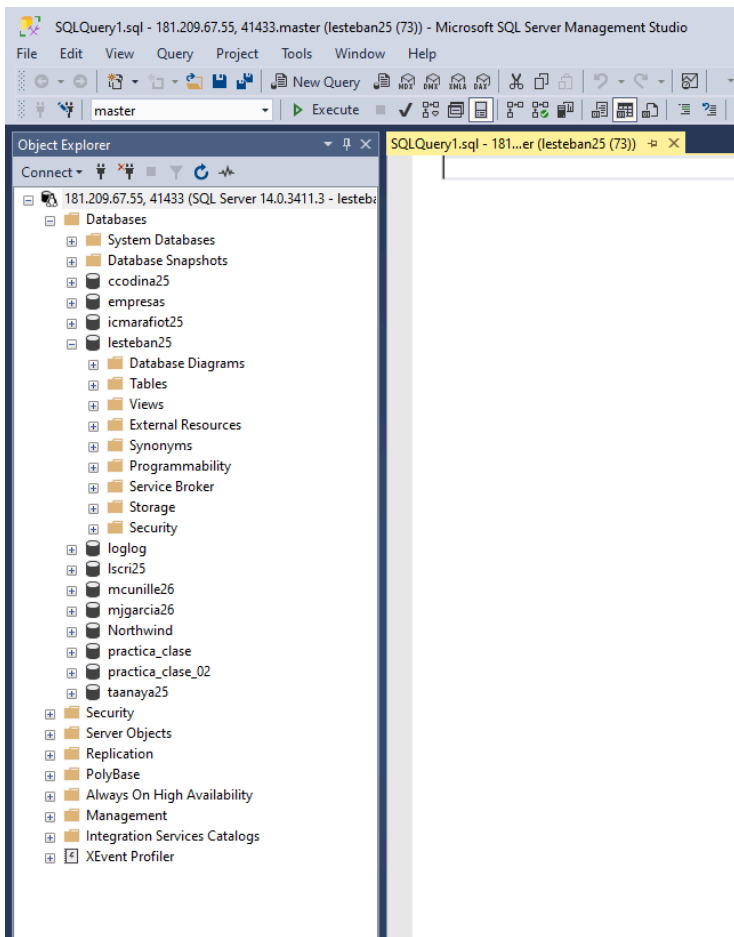 SQLQuery1.sql - 181.209.67.55, 41433.master (lesteban25 (73)) - Microsoft SQL Server Management Studio
File Edit View Query Project Tools Window Help
New Query MDX DMX XMLA DAX
master Execute
Object Explorer
SQLQuery1.sql - 181...er (lesteban25 (73))
Connect
181.209.67.55, 41433 (SQL Server 14.0.3411.3 - lesteba
Databases
System Databases
Database Snapshots
ccodina25
empresas
icmarafiot25
lesteban25
Database Diagrams
Tables
Views
External Resources
Synonyms
Programmability
Service Broker
Storage
Security
loglog
lscri25
mcunille26
mjgarcia26
Northwind
practica_clase
practica_clase_02
taanaya25
Security
Server Objects
Replication
PolyBase
Always On High Availability
Management
Integration Services Catalogs
XEvent Profiler